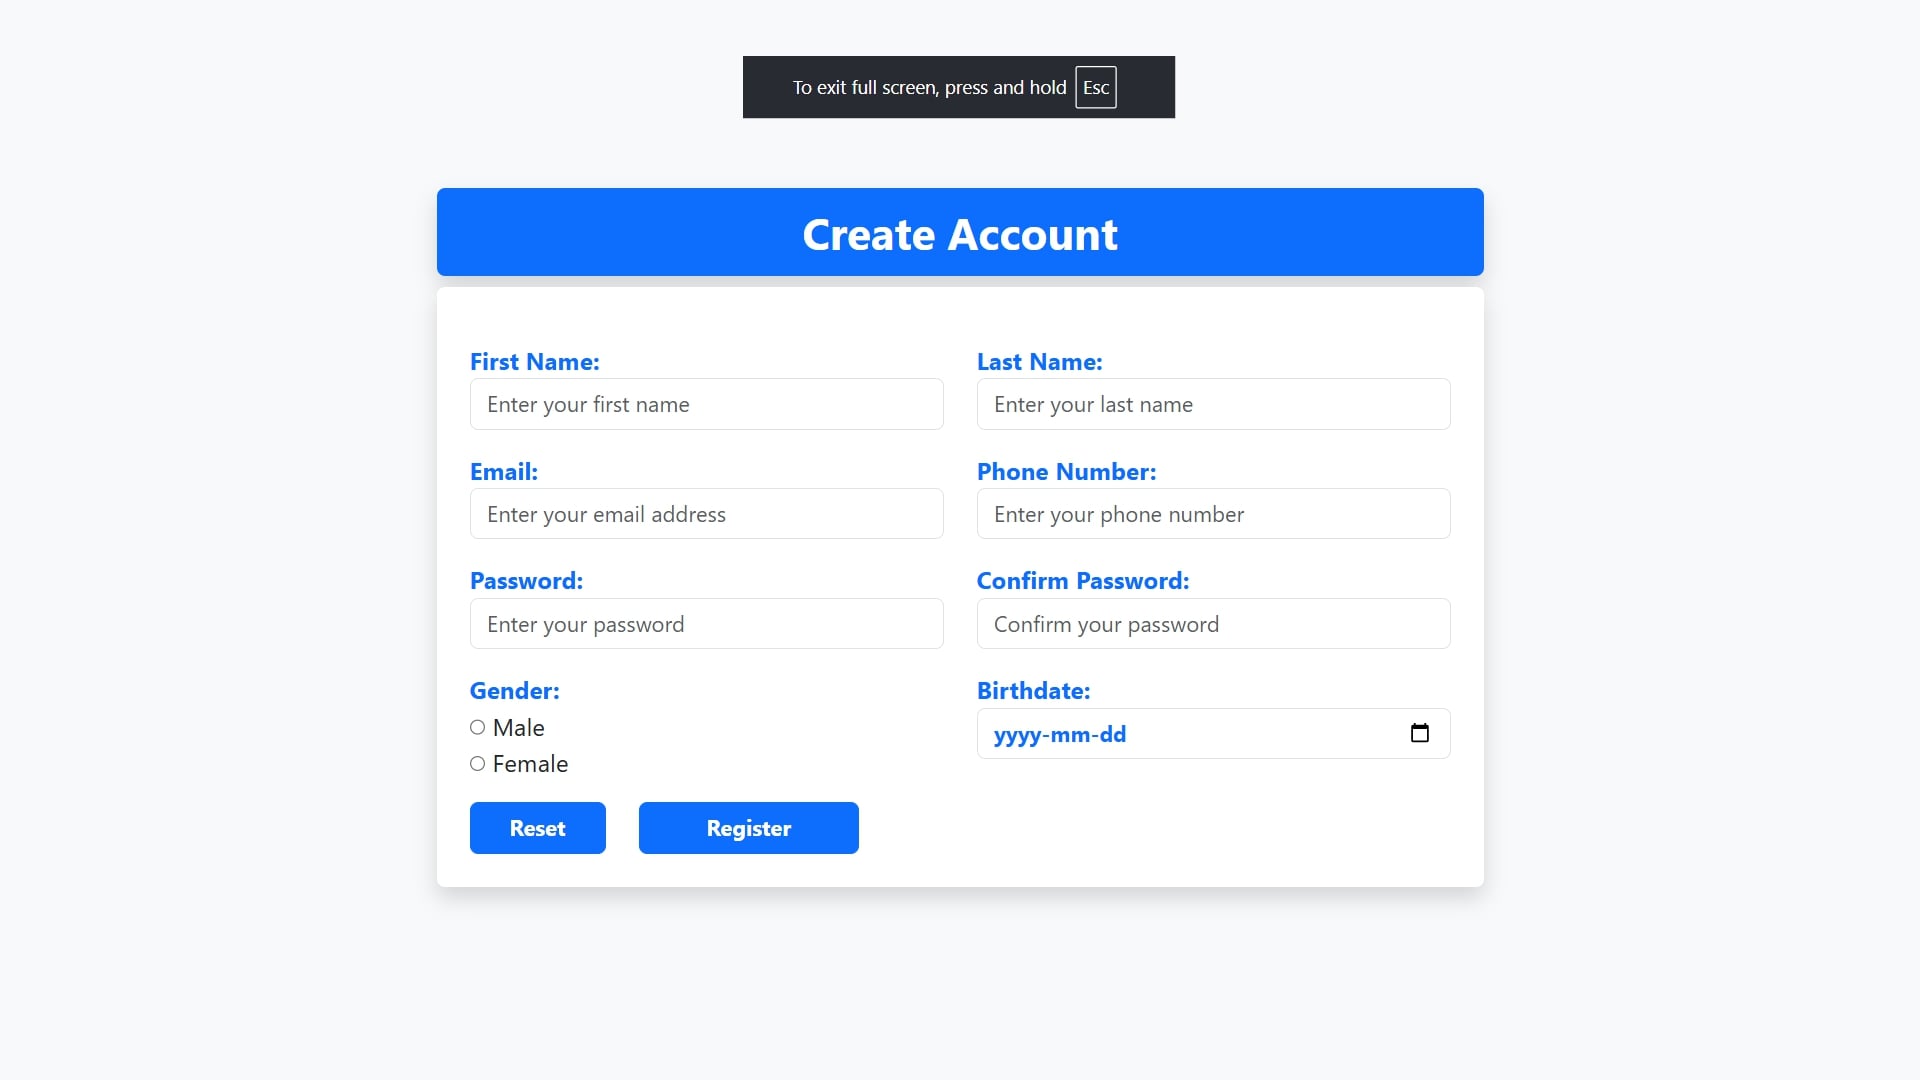 To exit full screen, press and hold Esc
Create Account
First Name:
Last Name:
Enter your first name
Enter your last name
Email:
Phone Number:
Enter your email address
Enter your phone number
Password:
Confirm Password:
Enter your password
Confirm your password
Gender:
Birthdate:
Male
yyyy-mm-dd
Female
Reset
Register